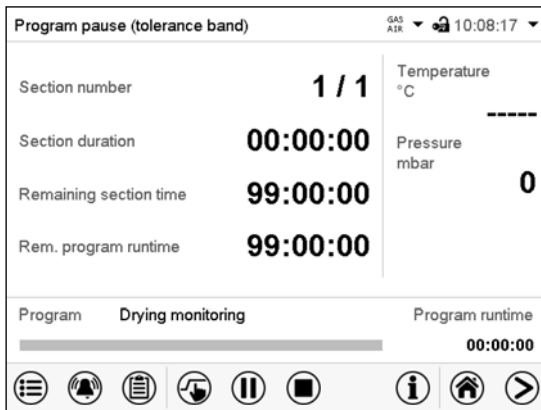 Program pause (tolerance band)
GAS
AIR
10:08:17
Section number 1 / 1
Section duration 00:00:00
Remaining section time 99:00:00
Rem. program runtime 99:00:00
Temperature
°C
-----
Pressure
mbar
0
Program Drying monitoring
Program runtime
00:00:00